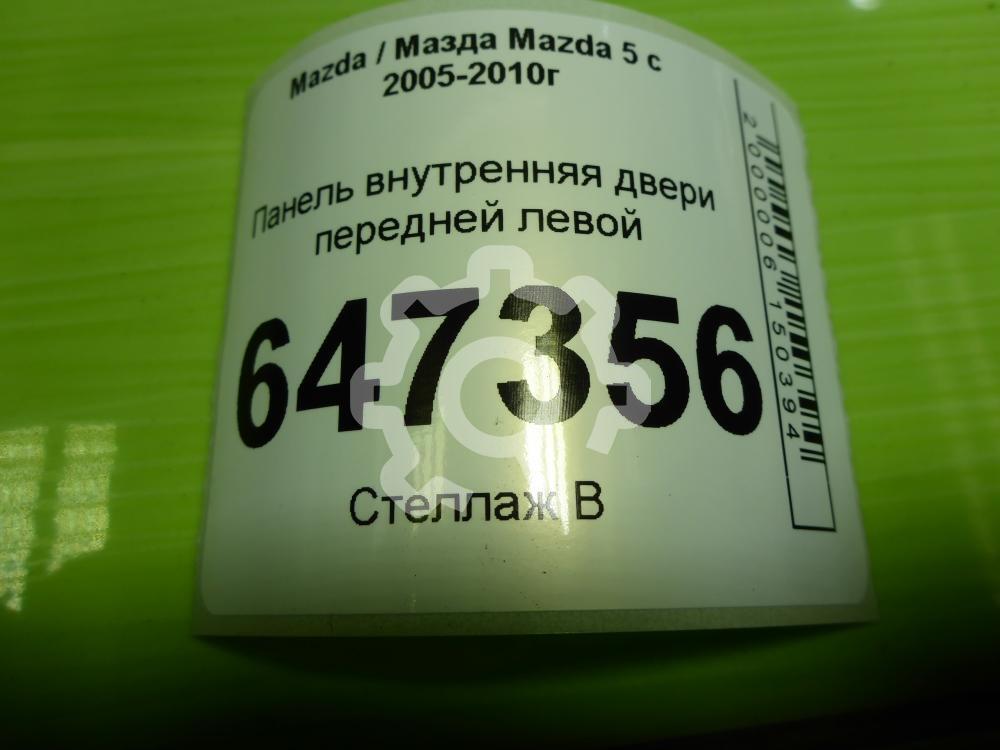 Mazda / Мазда Mazda 5 с
2005-2010г
Панель внутренняя двери
передней левой
647356
Стеллаж В
2000006150394